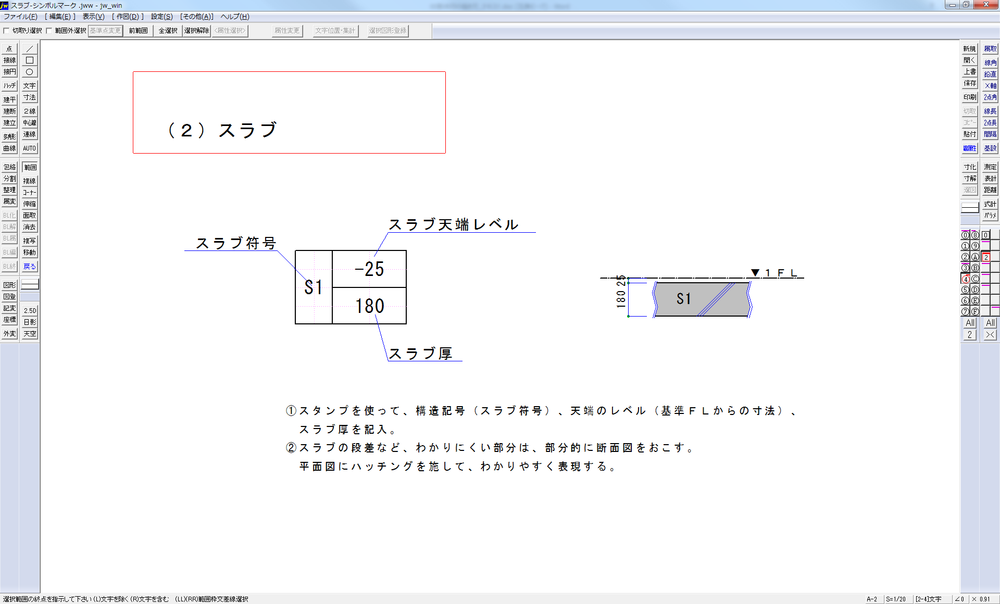 スラブ-シンボルマーク .jww - jw_win
ファイル(F) [ 編集(E) ] 表示(V) [ 作図(D) ] 設定(S) [その他(A)] ヘルプ(H)
切取り選択 範囲外選択 基準点変更 前範囲 全選択 選択解除 <属性選択> 属性変更 文字位置・集計 選択図形登録
点 ／
接線 □
接円 ○
ハッチ 文字
建平 寸法
建断 2線
建立 中心線
多角形 連線
曲線 AUTO
包絡 範囲
分割 複線
整理 コーナー
属変 伸縮
BL化 面取
BL解 消去
BL属 複写
BL編 移動
BL終 戻る
図形
図登
記変 2.5D
座標 日影
外変 天空
（２）スラブ
スラブ天端レベル
スラブ符号
-25
S1
180
スラブ厚
▼１ＦＬ
25
180
S1
①スタンプを使って、構造記号（スラブ符号）、天端のレベル（基準ＦＬからの寸法）、
スラブ厚を記入。
②スラブの段差など、わかりにくい部分は、部分的に断面図をおこす。
平面図にハッチングを施して、わかりやすく表現する。
新規 属取
開く 線角
上書 鉛直
保存 X軸
印刷 2点角
切取 線長
コピー 2点長
貼付 間隔
線属性 基設
寸化 測定
寸解 表計
選図 距離
式計
パラメ
0 8 0
1 9
2 A 2
3 B
4 C
5 D
6 E
7 F
All All
2 ×
選択範囲の終点を指示して下さい(L)文字を除く(R)文字を含む (LL)(RR)範囲枠交差線選択
A-2 S=1/20 [2-4]文字 ∠0 × 0.91